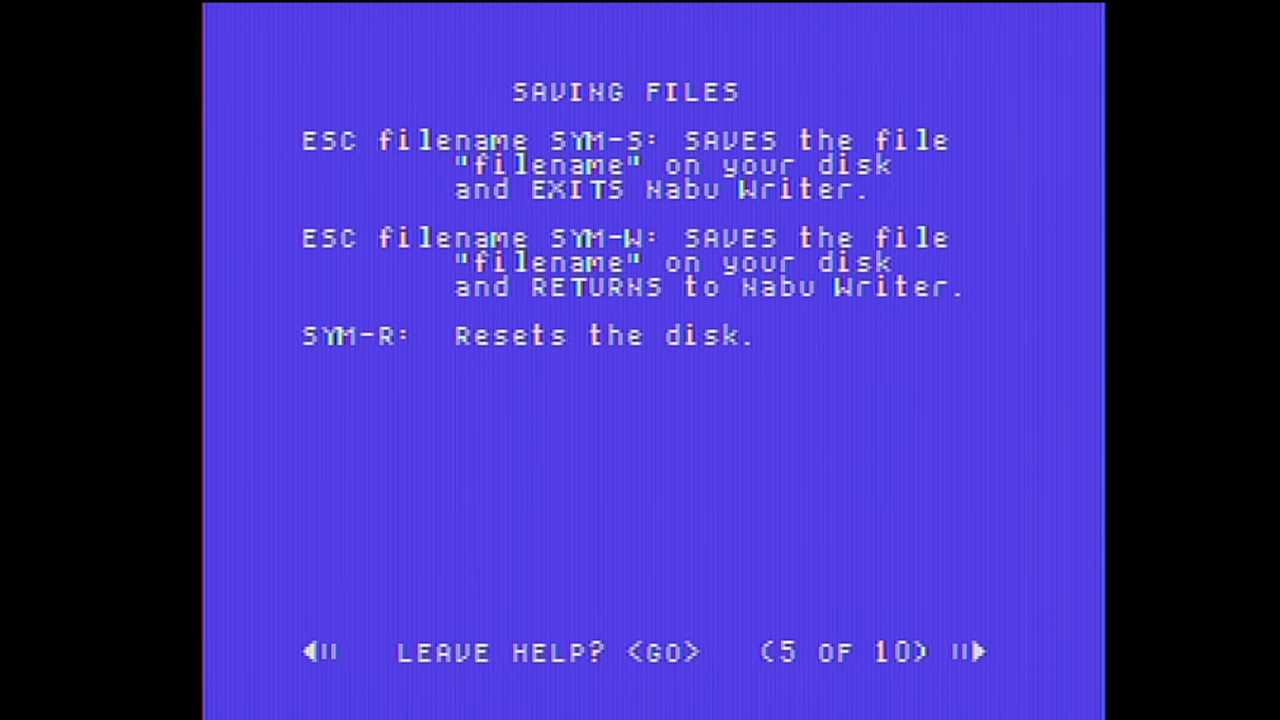 SAVING FILES
ESC filename SYM-S: SAVES the file
"filename" on your disk
and EXITS Nabu Writer.
ESC filename SYM-W: SAVES the file
"filename" on your disk
and RETURNS to Nabu Writer.
SYM-R: Resets the disk.
LEAVE HELP? <GO> (5 OF 10)